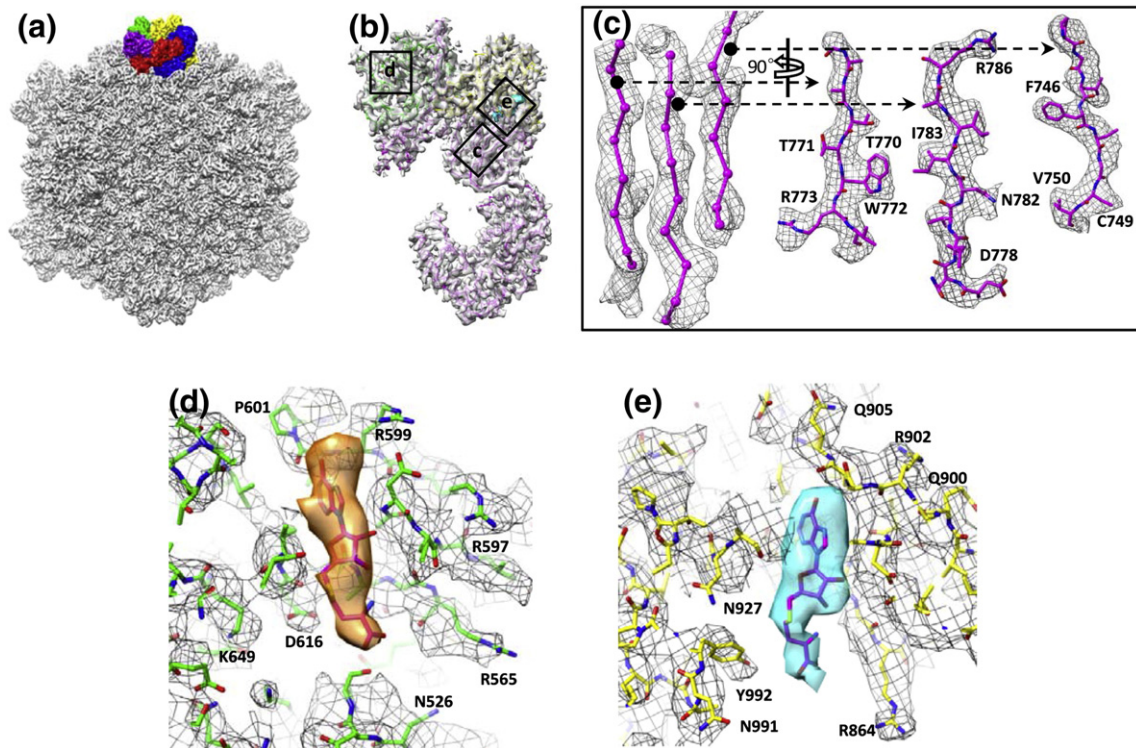 (a)
(b)
d
e
c
(c)
90°
R786
F746
I783
T771
T770
V750
R773
N782
W772
C749
D778
(d)
P601
R599
R597
D616
K649
R565
N526
(e)
Q905
R902
Q900
N927
Y992
N991
R864